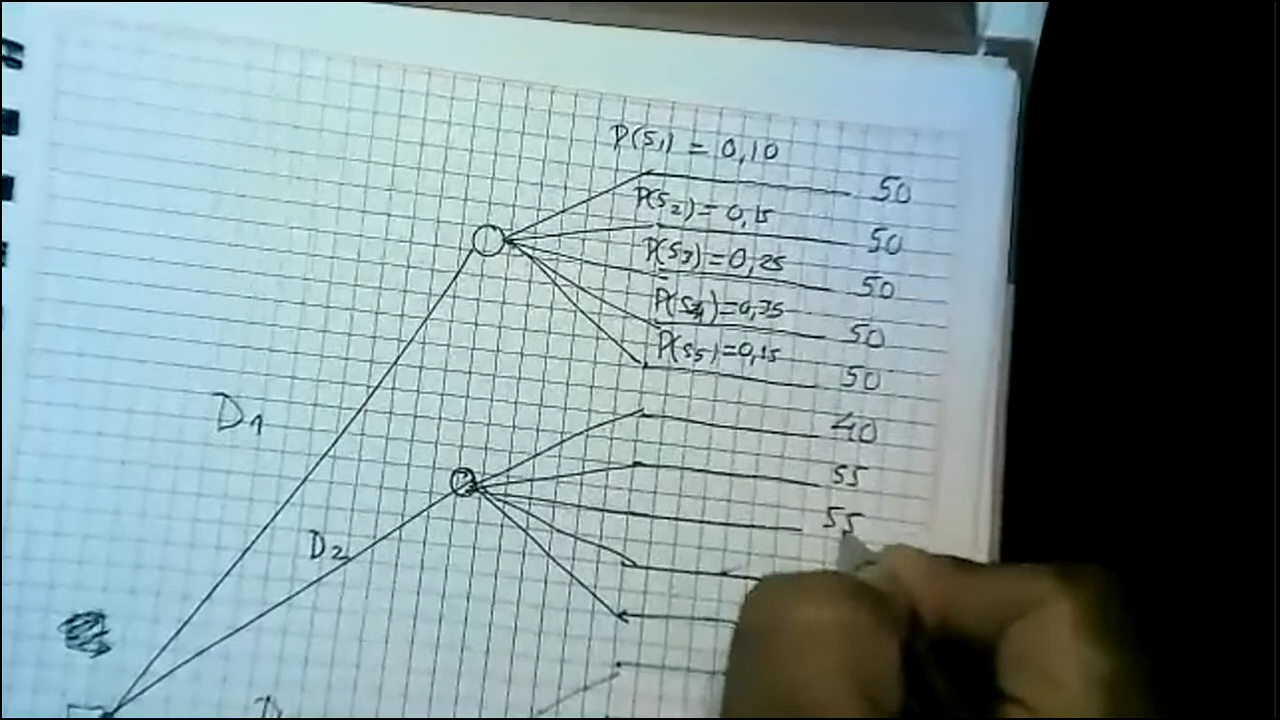 P(S1) = 0,10
50
P(S2) = 0,15
50
P(S3) = 0,25
50
P(S4) = 0,35
50
P(S5) = 0,15
50
D1
40
55
55
D2